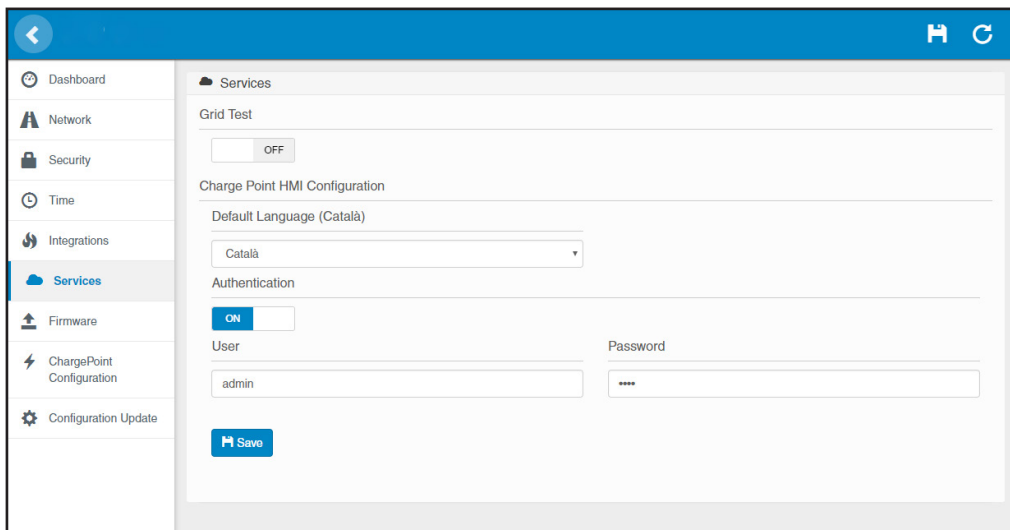 Dashboard
Network
Security
Time
Integrations
Services
Firmware
ChargePoint
Configuration
Configuration Update
Services
Grid Test
OFF
Charge Point HMI Configuration
Default Language (Català)
Català
Authentication
ON
User
Password
admin
••••
Save